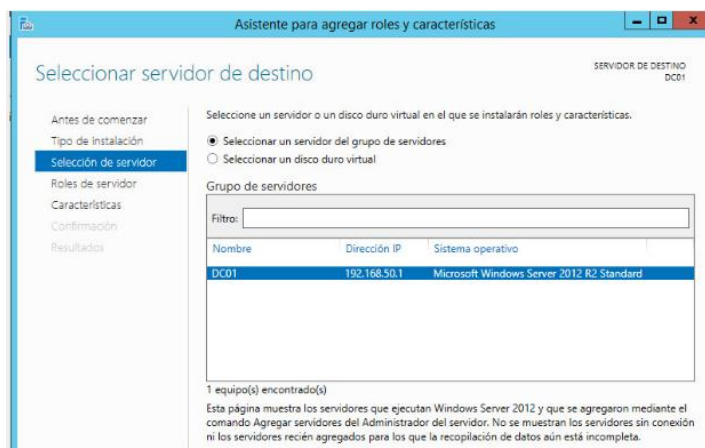 Asistente para agregar roles y características
Seleccionar servidor de destino
SERVIDOR DE DESTINO
DC01
Antes de comenzar
Tipo de instalación
Selección de servidor
Roles de servidor
Características
Confirmación
Resultados
Seleccione un servidor o un disco duro virtual en el que se instalarán roles y características.
Seleccionar un servidor del grupo de servidores
Seleccionar un disco duro virtual
Grupo de servidores
Filtro:
Nombre Dirección IP Sistema operativo
DC01 192.168.50.1 Microsoft Windows Server 2012 R2 Standard
1 equipo(s) encontrado(s)
Esta página muestra los servidores que ejecutan Windows Server 2012 y que se agregaron mediante el
comando Agregar servidores del Administrador del servidor. No se muestran los servidores sin conexión
ni los servidores recién agregados para los que la recopilación de datos aún está incompleta.